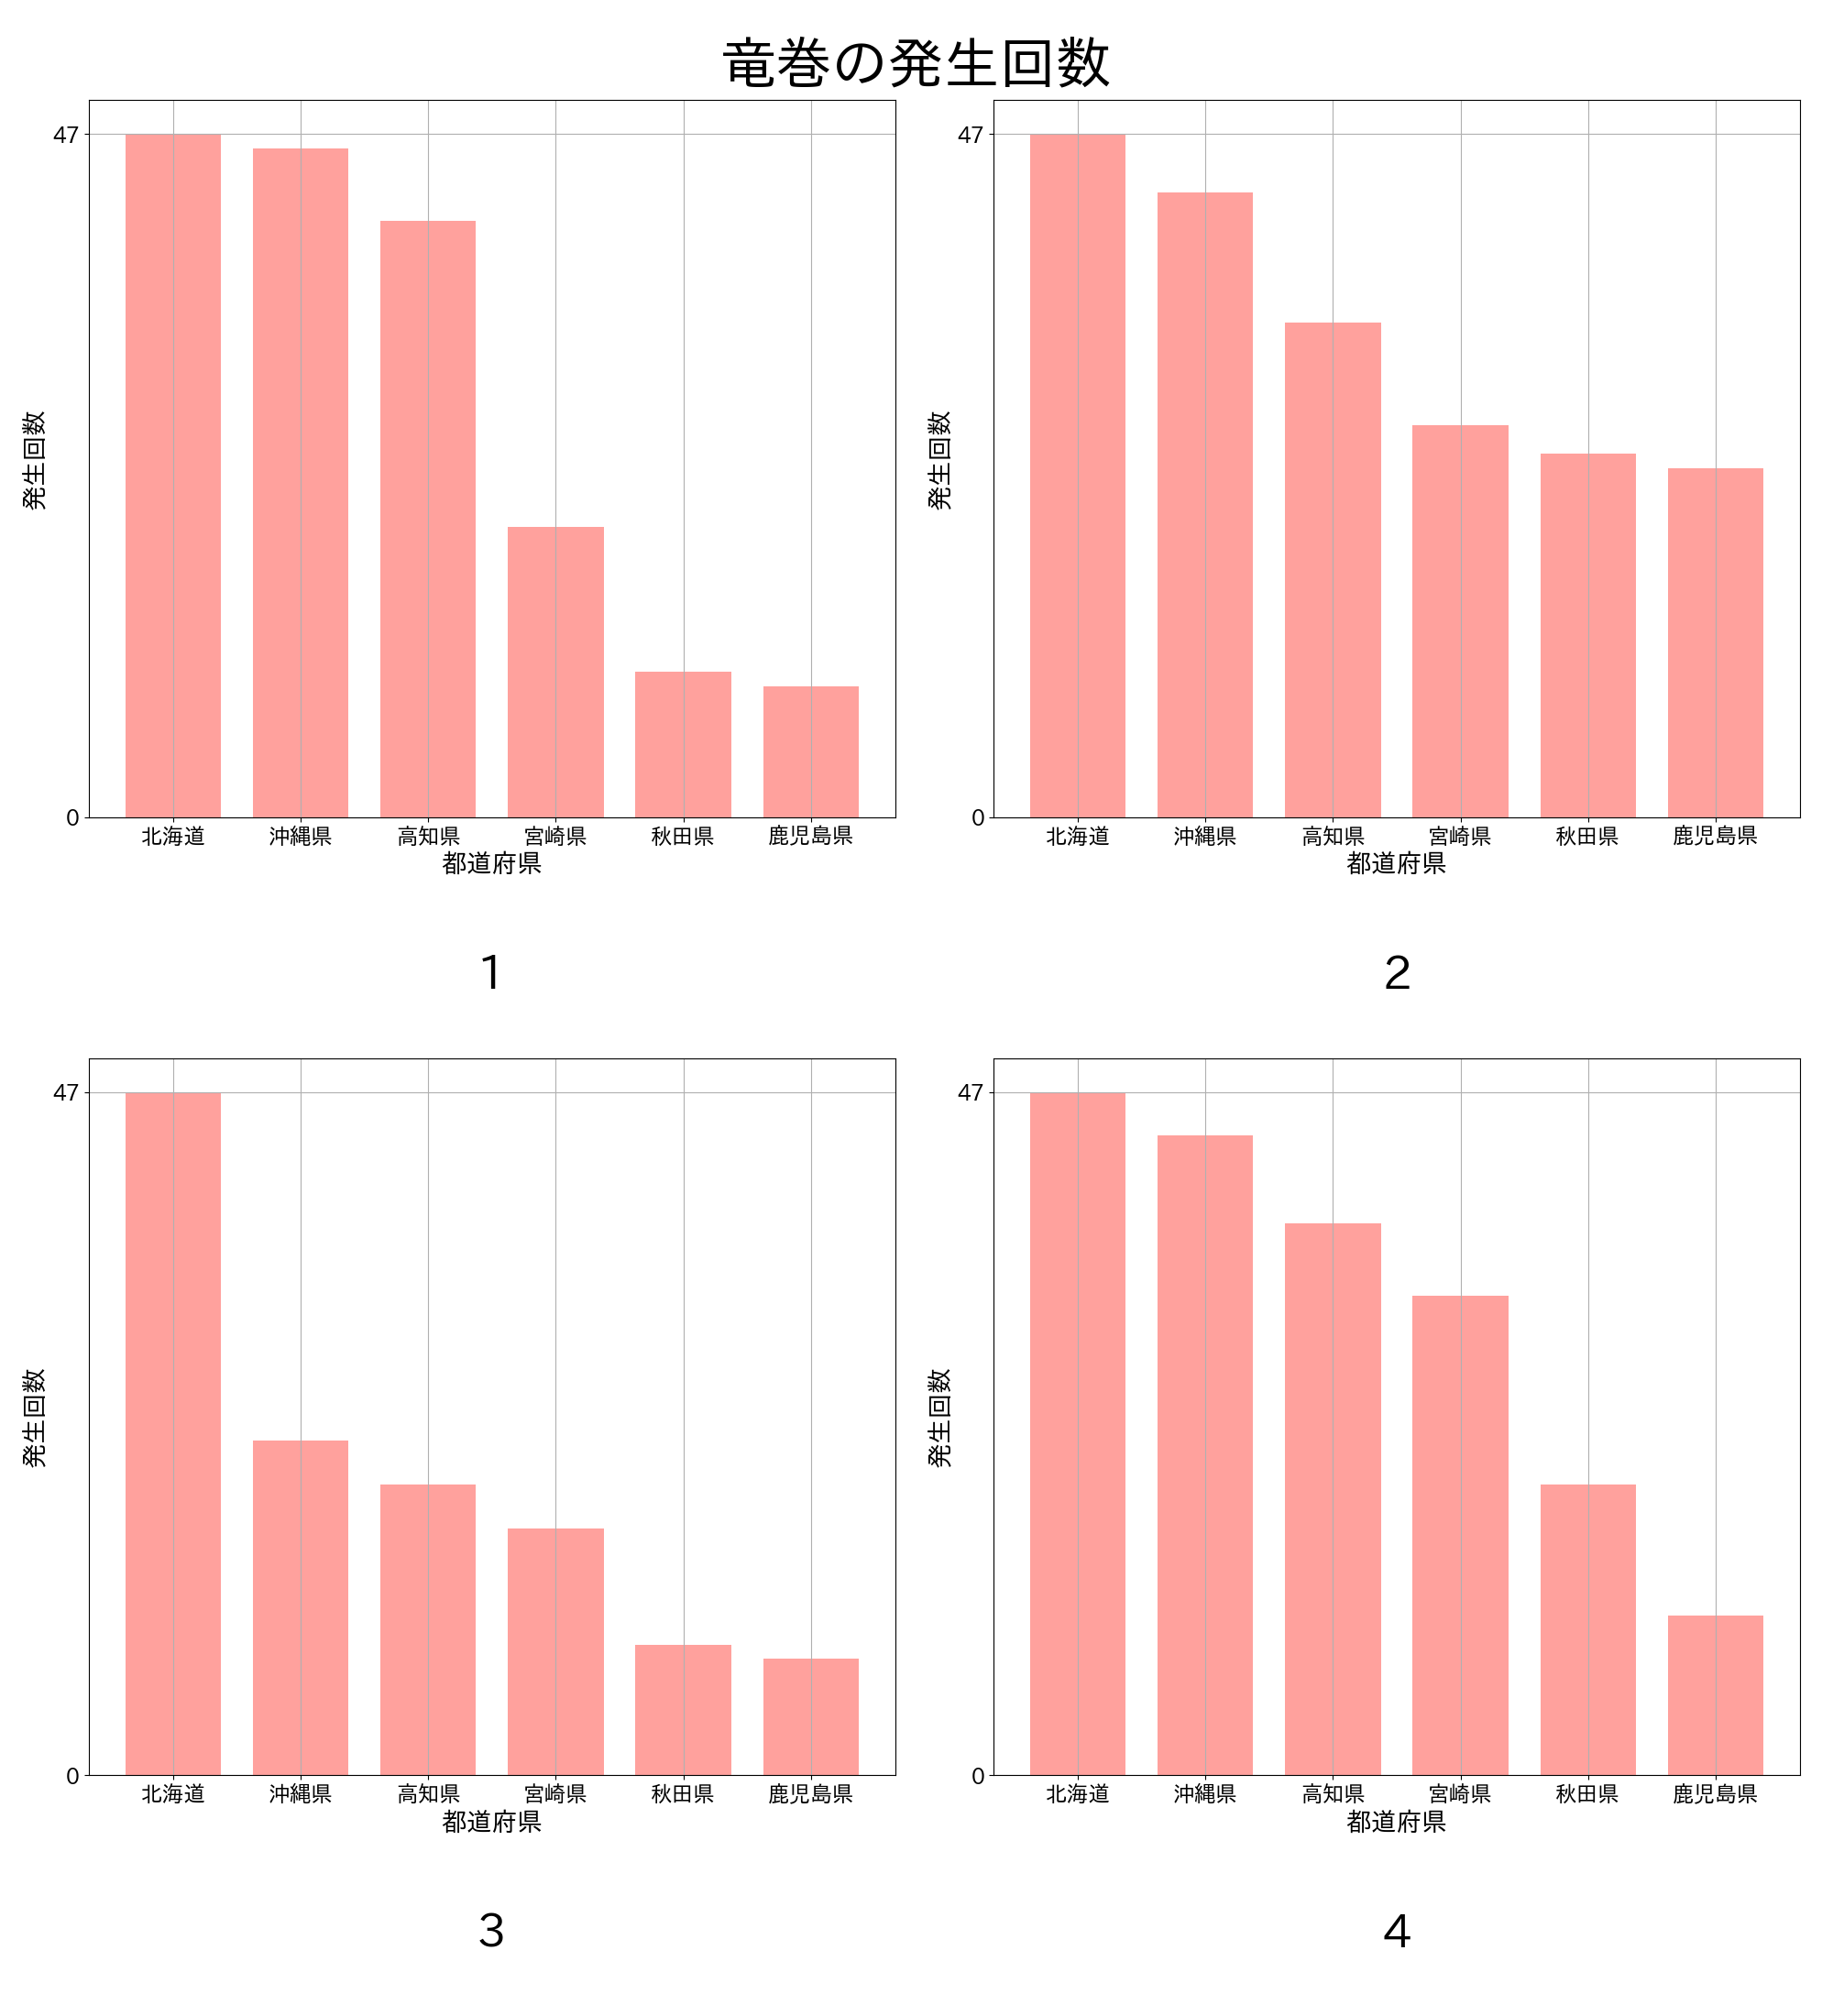 竜巻の発生回数
47
0
発生回数
北海道 沖縄県 高知県 宮崎県 秋田県 鹿児島県
都道府県
1
47
0
発生回数
北海道 沖縄県 高知県 宮崎県 秋田県 鹿児島県
都道府県
2
47
0
発生回数
北海道 沖縄県 高知県 宮崎県 秋田県 鹿児島県
都道府県
3
47
0
発生回数
北海道 沖縄県 高知県 宮崎県 秋田県 鹿児島県
都道府県
4